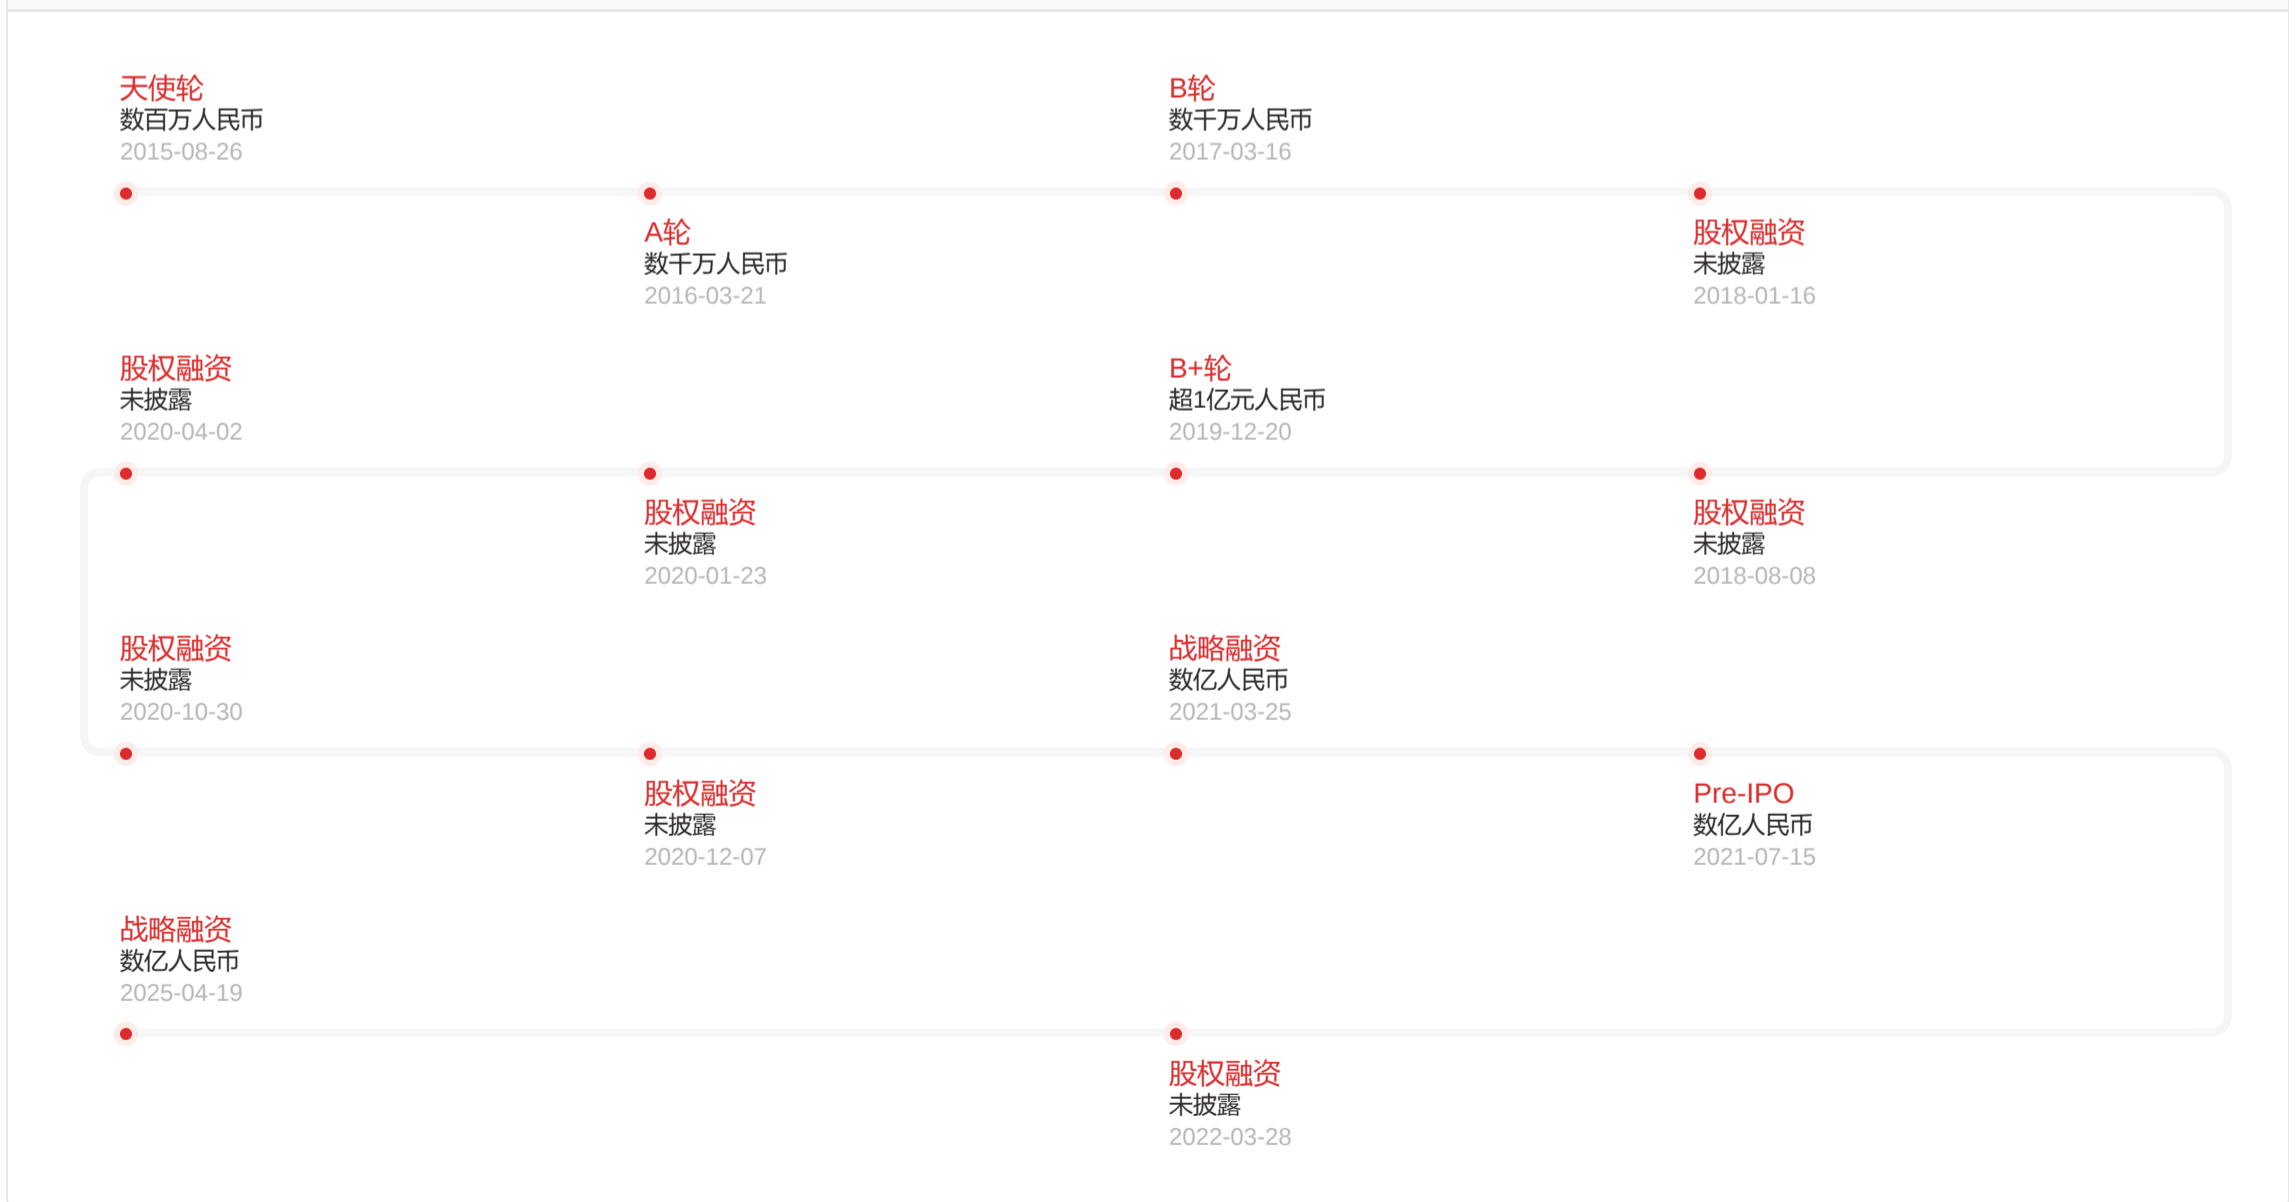 天使轮
数百万人民币
2015-08-26
A轮
数千万人民币
2016-03-21
B轮
数千万人民币
2017-03-16
股权融资
未披露
2018-01-16
股权融资
未披露
2018-08-08
B+轮
超1亿元人民币
2019-12-20
股权融资
未披露
2020-01-23
股权融资
未披露
2020-04-02
股权融资
未披露
2020-10-30
股权融资
未披露
2020-12-07
战略融资
数亿人民币
2021-03-25
Pre-IPO
数亿人民币
2021-07-15
股权融资
未披露
2022-03-28
战略融资
数亿人民币
2025-04-19